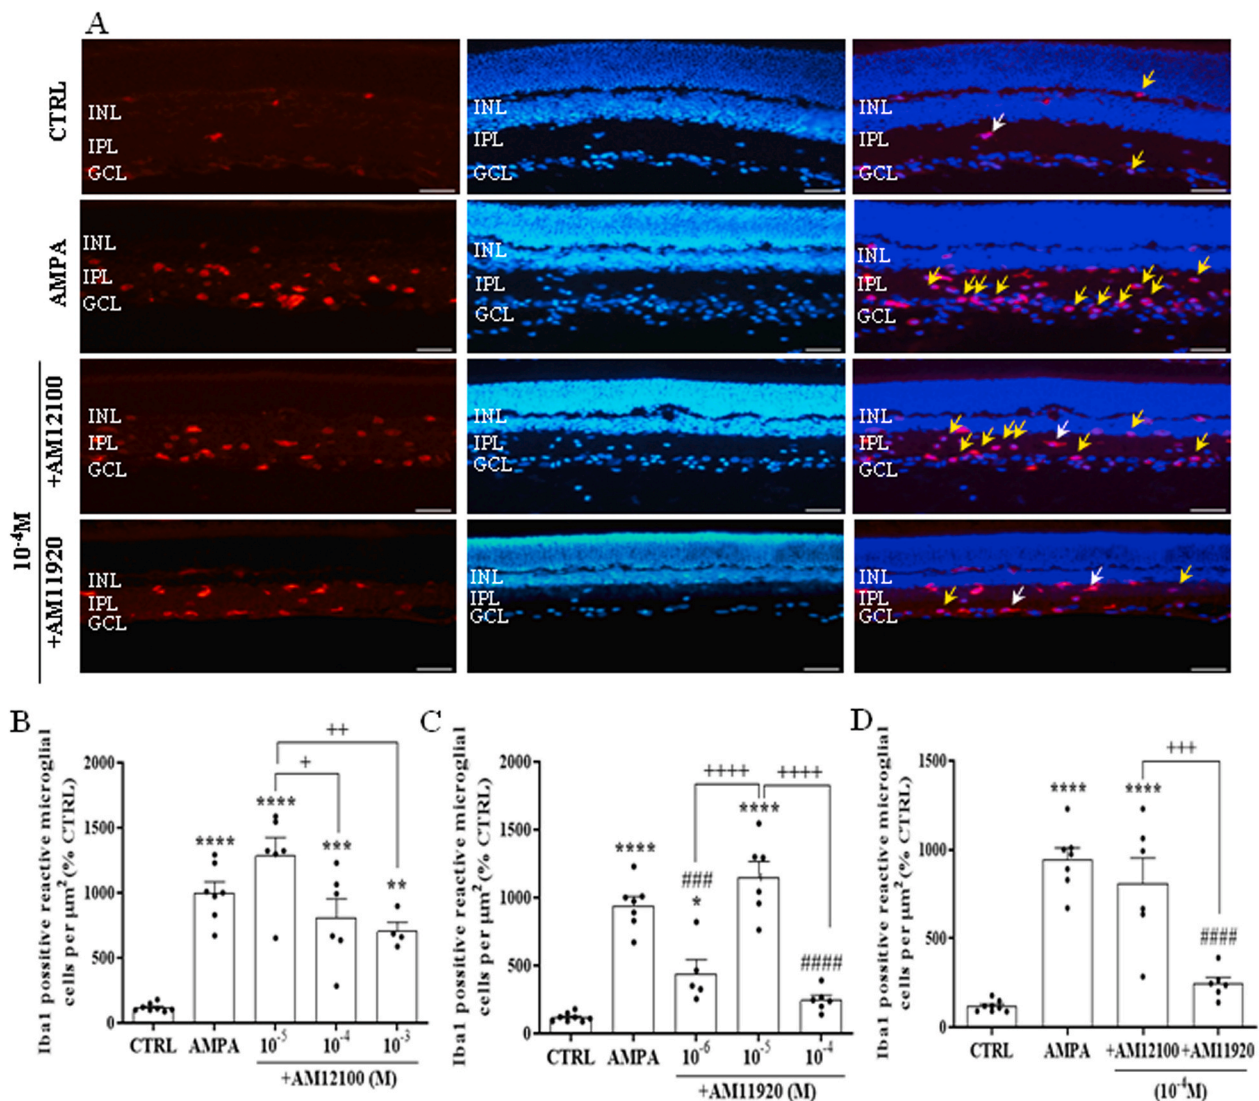 A
CTRL
INL
IPL
GCL
INL
IPL
GCL
INL
IPL
GCL
AMPA
INL
IPL
GCL
INL
IPL
GCL
INL
IPL
GCL
10⁻⁴M
+AM12100
INL
IPL
GCL
INL
IPL
GCL
INL
IPL
GCL
+AM11920
INL
IPL
GCL
INL
IPL
GCL
INL
IPL
GCL
B
Iba1 possitive reactive microglial
cells per µm² (% CTRL)
2000
1500
1000
500
0
****
****
***
**
+
++
CTRL AMPA 10⁻⁵ 10⁻⁴ 10⁻³
+AM12100 (M)
C
Iba1 possitive reactive microglial
cells per µm² (% CTRL)
2000
1500
1000
500
0
****
###
*
****
####
++++ ++++
CTRL AMPA 10⁻⁶ 10⁻⁵ 10⁻⁴
+AM11920 (M)
D
Iba1 possitive reactive microglial
cells per µm² (% CTRL)
1500
1000
500
0
****
****
####
+++
CTRL AMPA +AM12100 +AM11920
(10⁻⁴M)